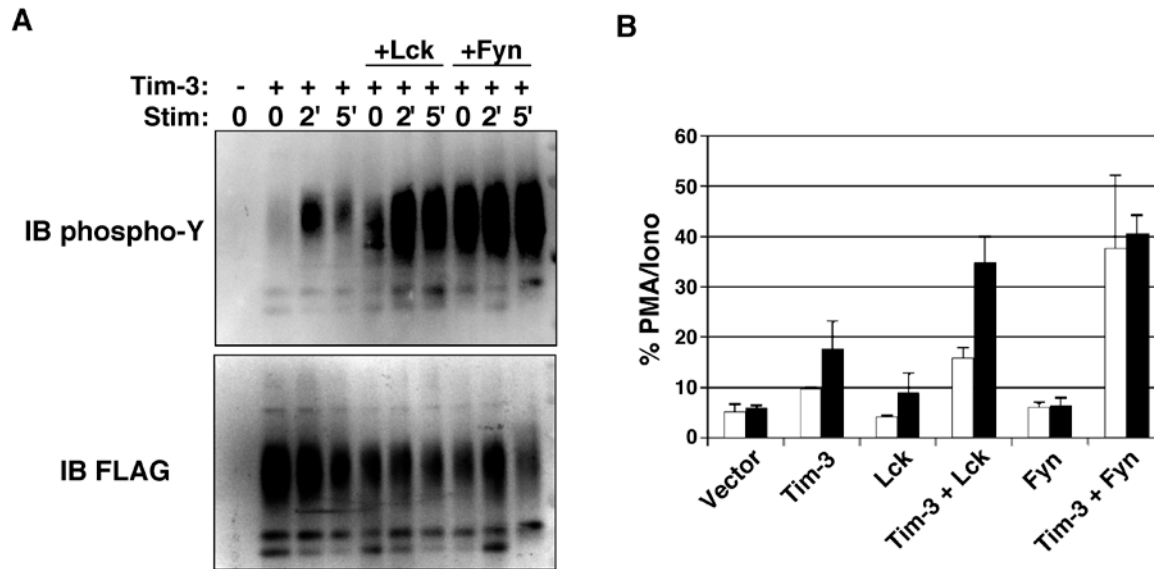 A
+Lck +Fyn
Tim-3: - + + + + + + + + +
Stim: 0 0 2' 5' 0 2' 5' 0 2' 5'
IB phospho-Y
IB FLAG
B
% PMA/Iono
60
50
40
30
20
10
0
Vector
Tim-3
Lck
Tim-3 + Lck
Fyn
Tim-3 + Fyn